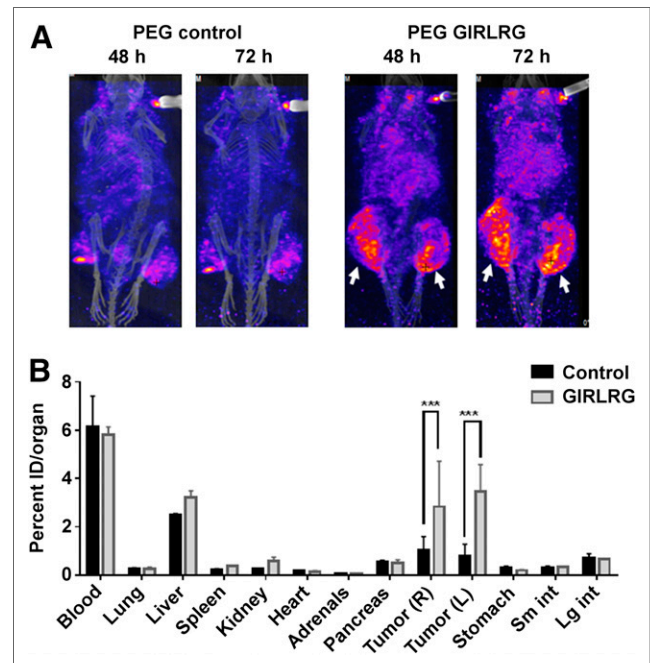 A
PEG control
PEG GIRLRG
48 h
72 h
48 h
72 h
B
Percent ID/organ
8
6
4
2
0
Control
GIRLRG
***
***
Blood
Lung
Liver
Spleen
Kidney
Heart
Adrenals
Pancreas
Tumor (R)
Tumor (L)
Stomach
Sm int
Lg int